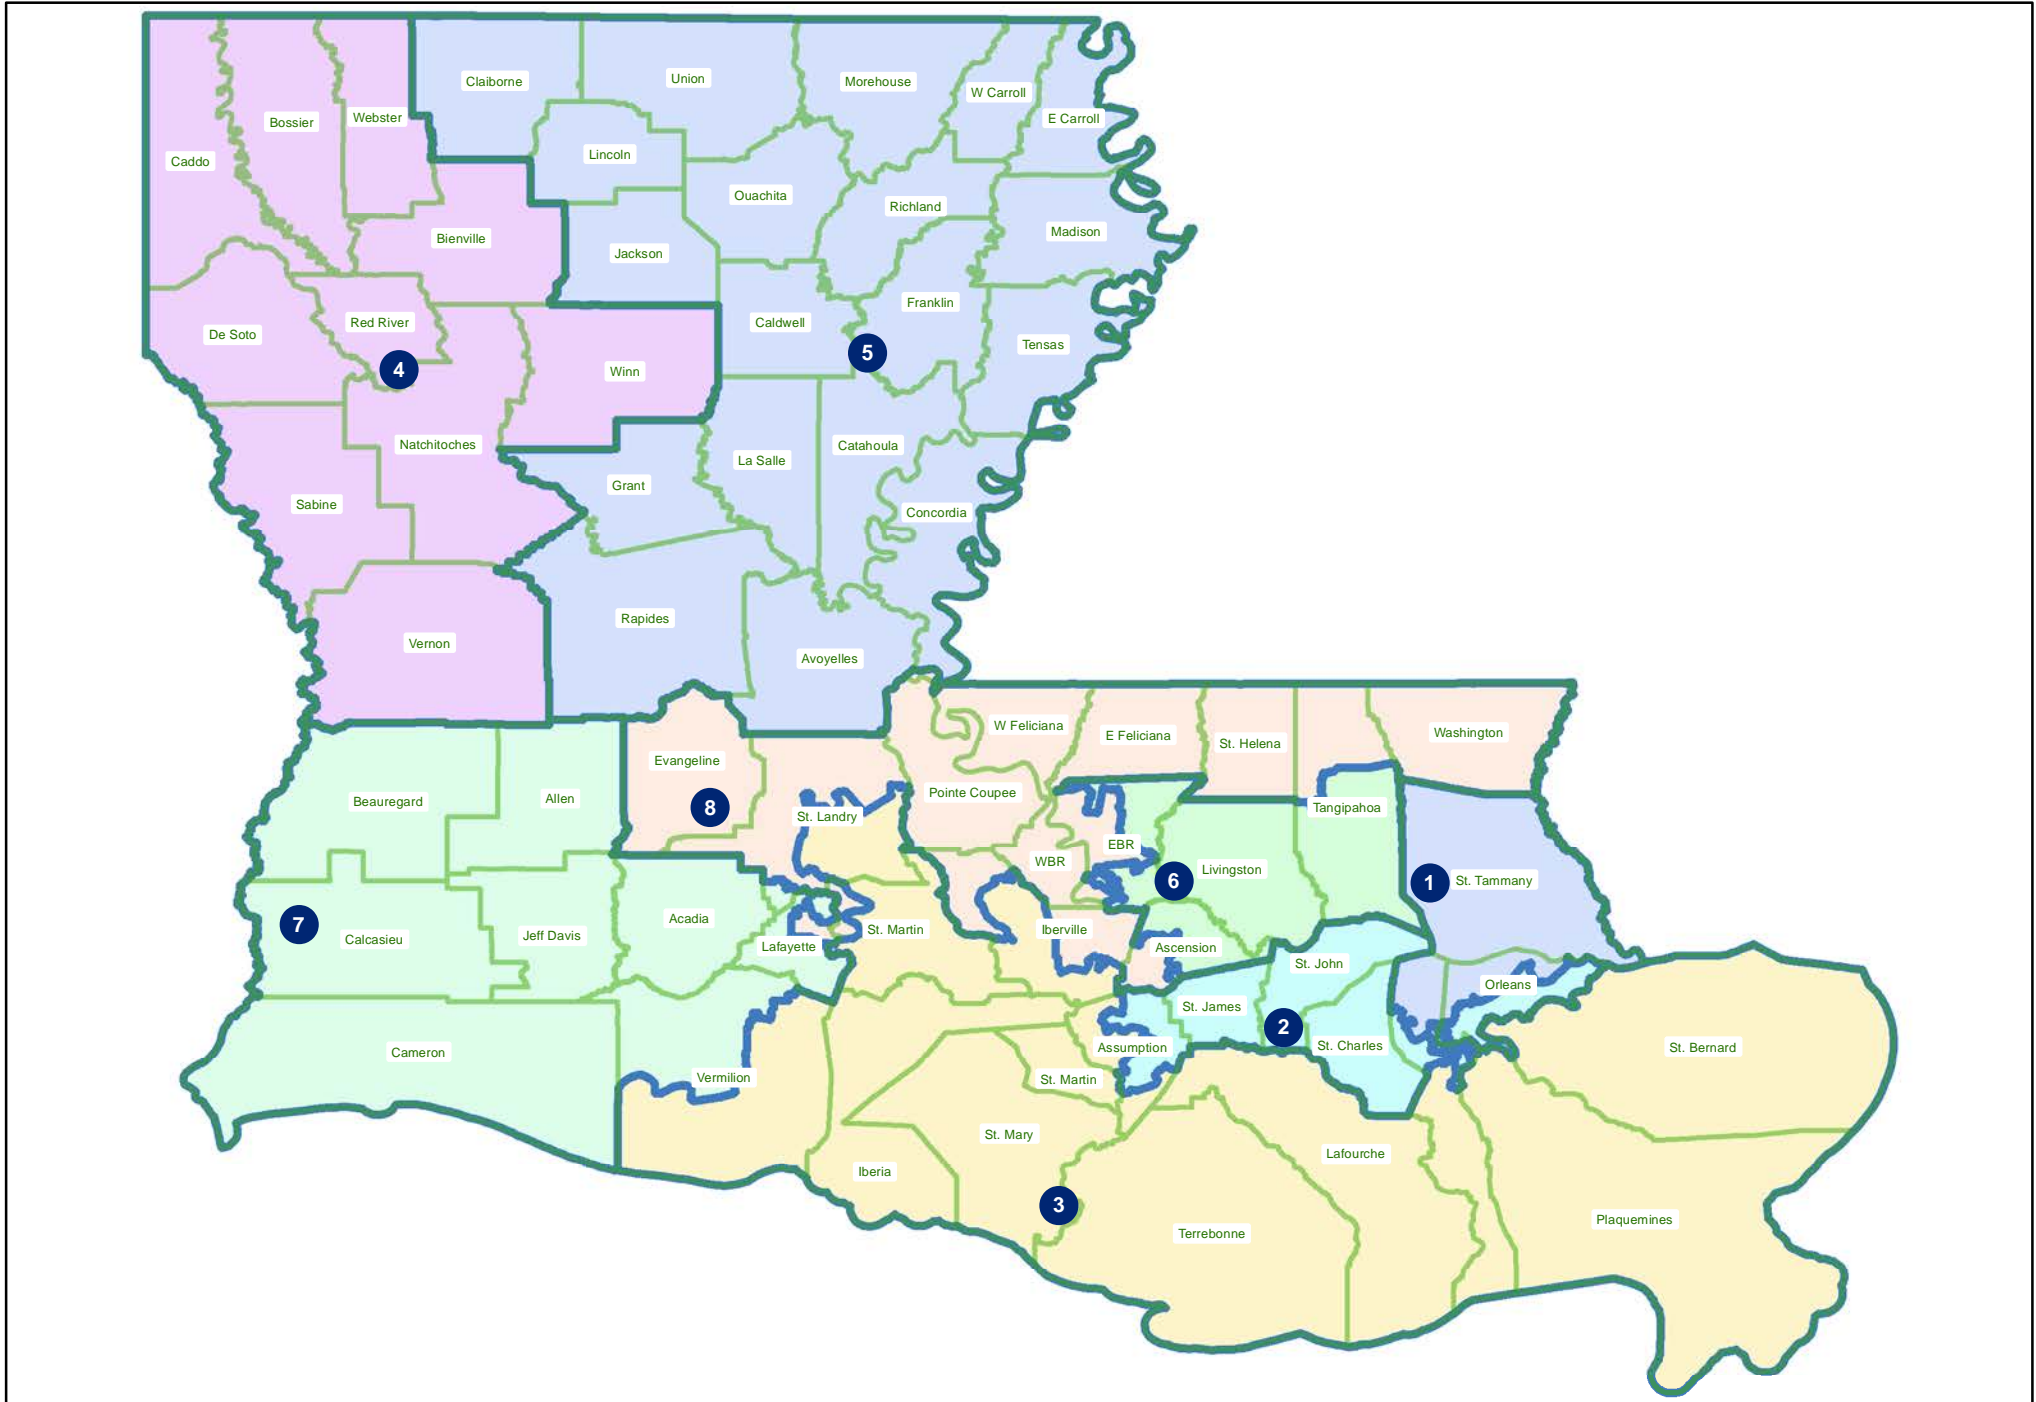 Claiborne
Union
Morehouse
W Carroll
E Carroll
Bossier
Webster
Caddo
Lincoln
Ouachita
Richland
Madison
Bienville
Jackson
Franklin
Red River
De Soto
Caldwell
Tensas
4
5
Winn
Natchitoches
Catahoula
La Salle
Grant
Sabine
Concordia
Rapides
Vernon
Avoyelles
W Feliciana
E Feliciana
St. Helena
Washington
Evangeline
Beauregard
Allen
Pointe Coupee
8
Tangipahoa
St. Landry
EBR
WBR
Livingston
6
1
St. Tammany
7
Acadia
Calcasieu
Jeff Davis
Lafayette
St. Martin
Iberville
Ascension
St. John
Orleans
St. James
2
Cameron
Assumption
St. Charles
St. Bernard
Vermilion
St. Martin
St. Mary
Lafourche
Iberia
3
Terrebonne
Plaquemines